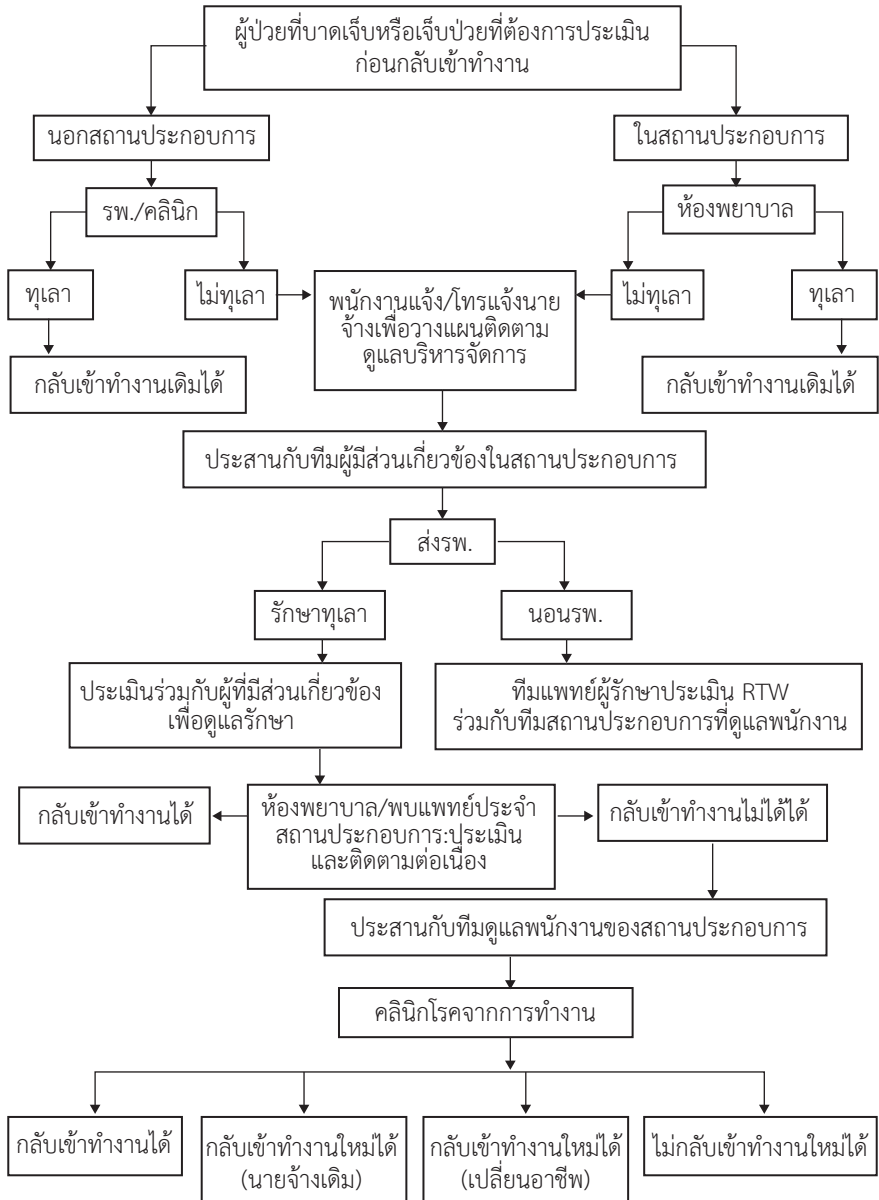 ผู้ป่วยที่บาดเจ็บหรือเจ็บป่วยที่ต้องการประเมิน
ก่อนกลับเข้าทำงาน
นอกสถานประกอบการ
ในสถานประกอบการ
รพ./คลินิก
ห้องพยาบาล
ทุเลา
ไม่ทุเลา
พนักงานแจ้ง/โทรแจ้งนาย
จ้างเพื่อวางแผนติดตาม
ดูแลบริหารจัดการ
ไม่ทุเลา
ทุเลา
กลับเข้าทำงานเดิมได้
กลับเข้าทำงานเดิมได้
ประสานกับทีมผู้มีส่วนเกี่ยวข้องในสถานประกอบการ
ส่งรพ.
รักษาทุเลา
นอนรพ.
ประเมินร่วมกับผู้ที่มีส่วนเกี่ยวข้อง
เพื่อดูแลรักษา
ทีมแพทย์ผู้รักษาประเมิน RTW
ร่วมกับทีมสถานประกอบการที่ดูแลพนักงาน
กลับเข้าทำงานได้
ห้องพยาบาล/พบแพทย์ประจำ
สถานประกอบการ:ประเมิน
และติดตามต่อเนื่อง
กลับเข้าทำงานไม่ได้ได้
ประสานกับทีมดูแลพนักงานของสถานประกอบการ
คลินิกโรคจากการทำงาน
กลับเข้าทำงานได้
กลับเข้าทำงานใหม่ได้
(นายจ้างเดิม)
กลับเข้าทำงานใหม่ได้
(เปลี่ยนอาชีพ)
ไม่กลับเข้าทำงานใหม่ได้